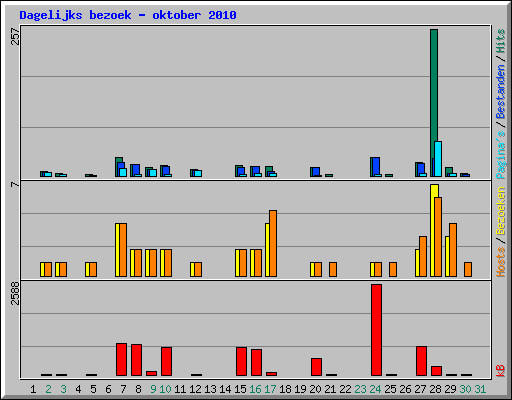 Dagelijks bezoek - oktober 2010
257
7
2588
Pagina's / Bestanden / Hits
Hosts / Bezoeken
kB
1 2 3 4 5 6 7 8 9 10 11 12 13 14 15 16 17 18 19 20 21 22 23 24 25 26 27 28 29 30 31